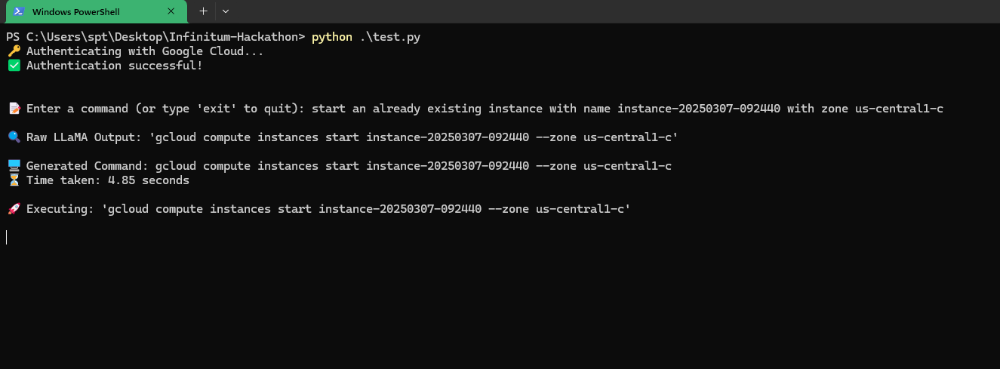 Windows PowerShell
PS C:\Users\spt\Desktop\Infinitum-Hackathon> python .\test.py
🔑 Authenticating with Google Cloud...
✅ Authentication successful!
📝 Enter a command (or type 'exit' to quit): start an already existing instance with name instance-20250307-092440 with zone us-central1-c
🔍 Raw LLaMA Output: 'gcloud compute instances start instance-20250307-092440 --zone us-central1-c'
🖥️ Generated Command: gcloud compute instances start instance-20250307-092440 --zone us-central1-c
⏳ Time taken: 4.85 seconds
🚀 Executing: 'gcloud compute instances start instance-20250307-092440 --zone us-central1-c'